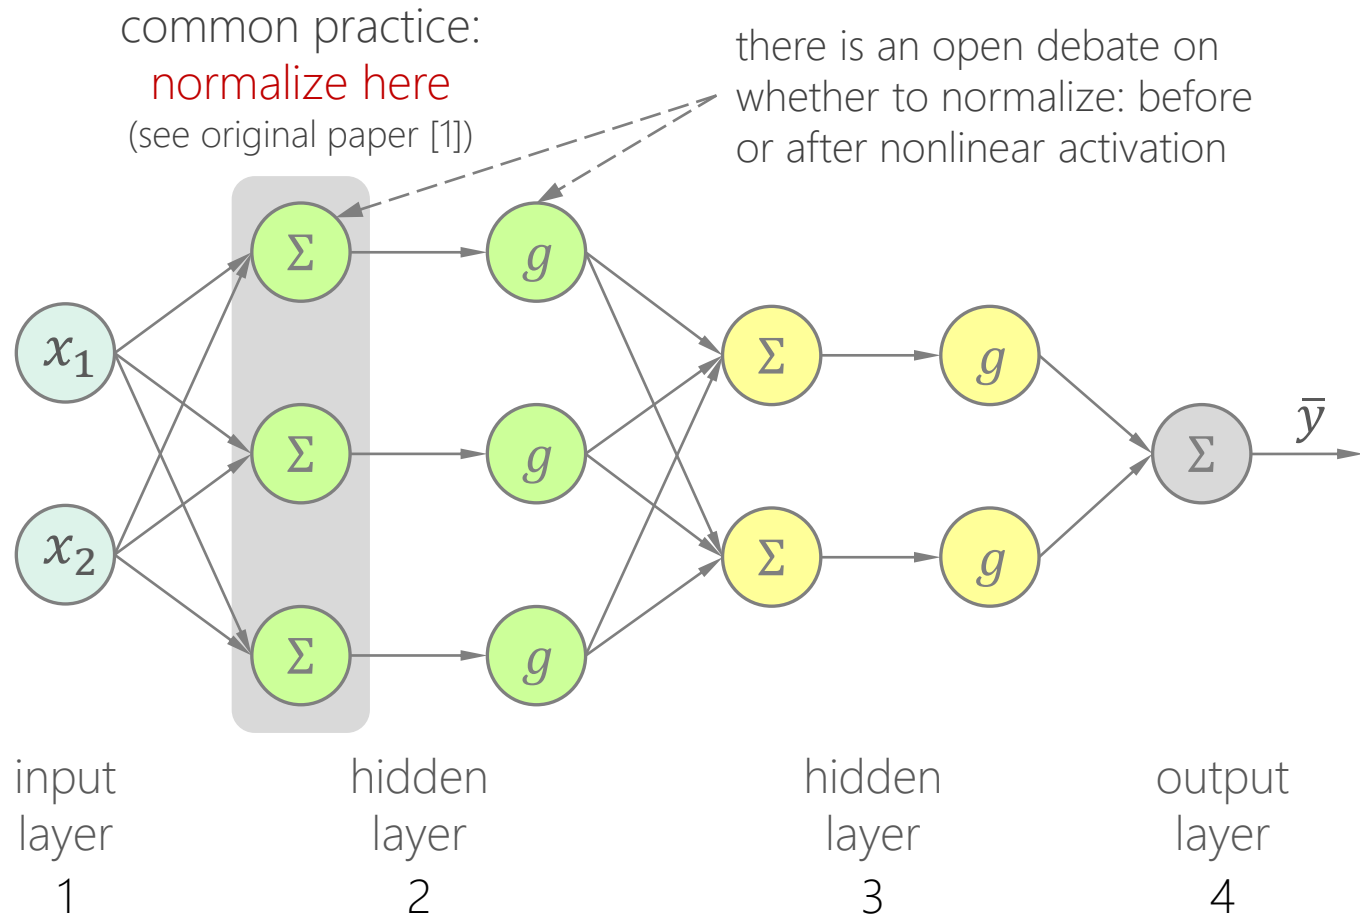 common practice:
normalize here
(see original paper [1])
there is an open debate on
whether to normalize: before
or after nonlinear activation
Σ
g
x₁
Σ
g
Σ
g
ȳ
Σ
x₂
Σ
g
Σ
g
Σ
g
input
layer
1
hidden
layer
2
hidden
layer
3
output
layer
4